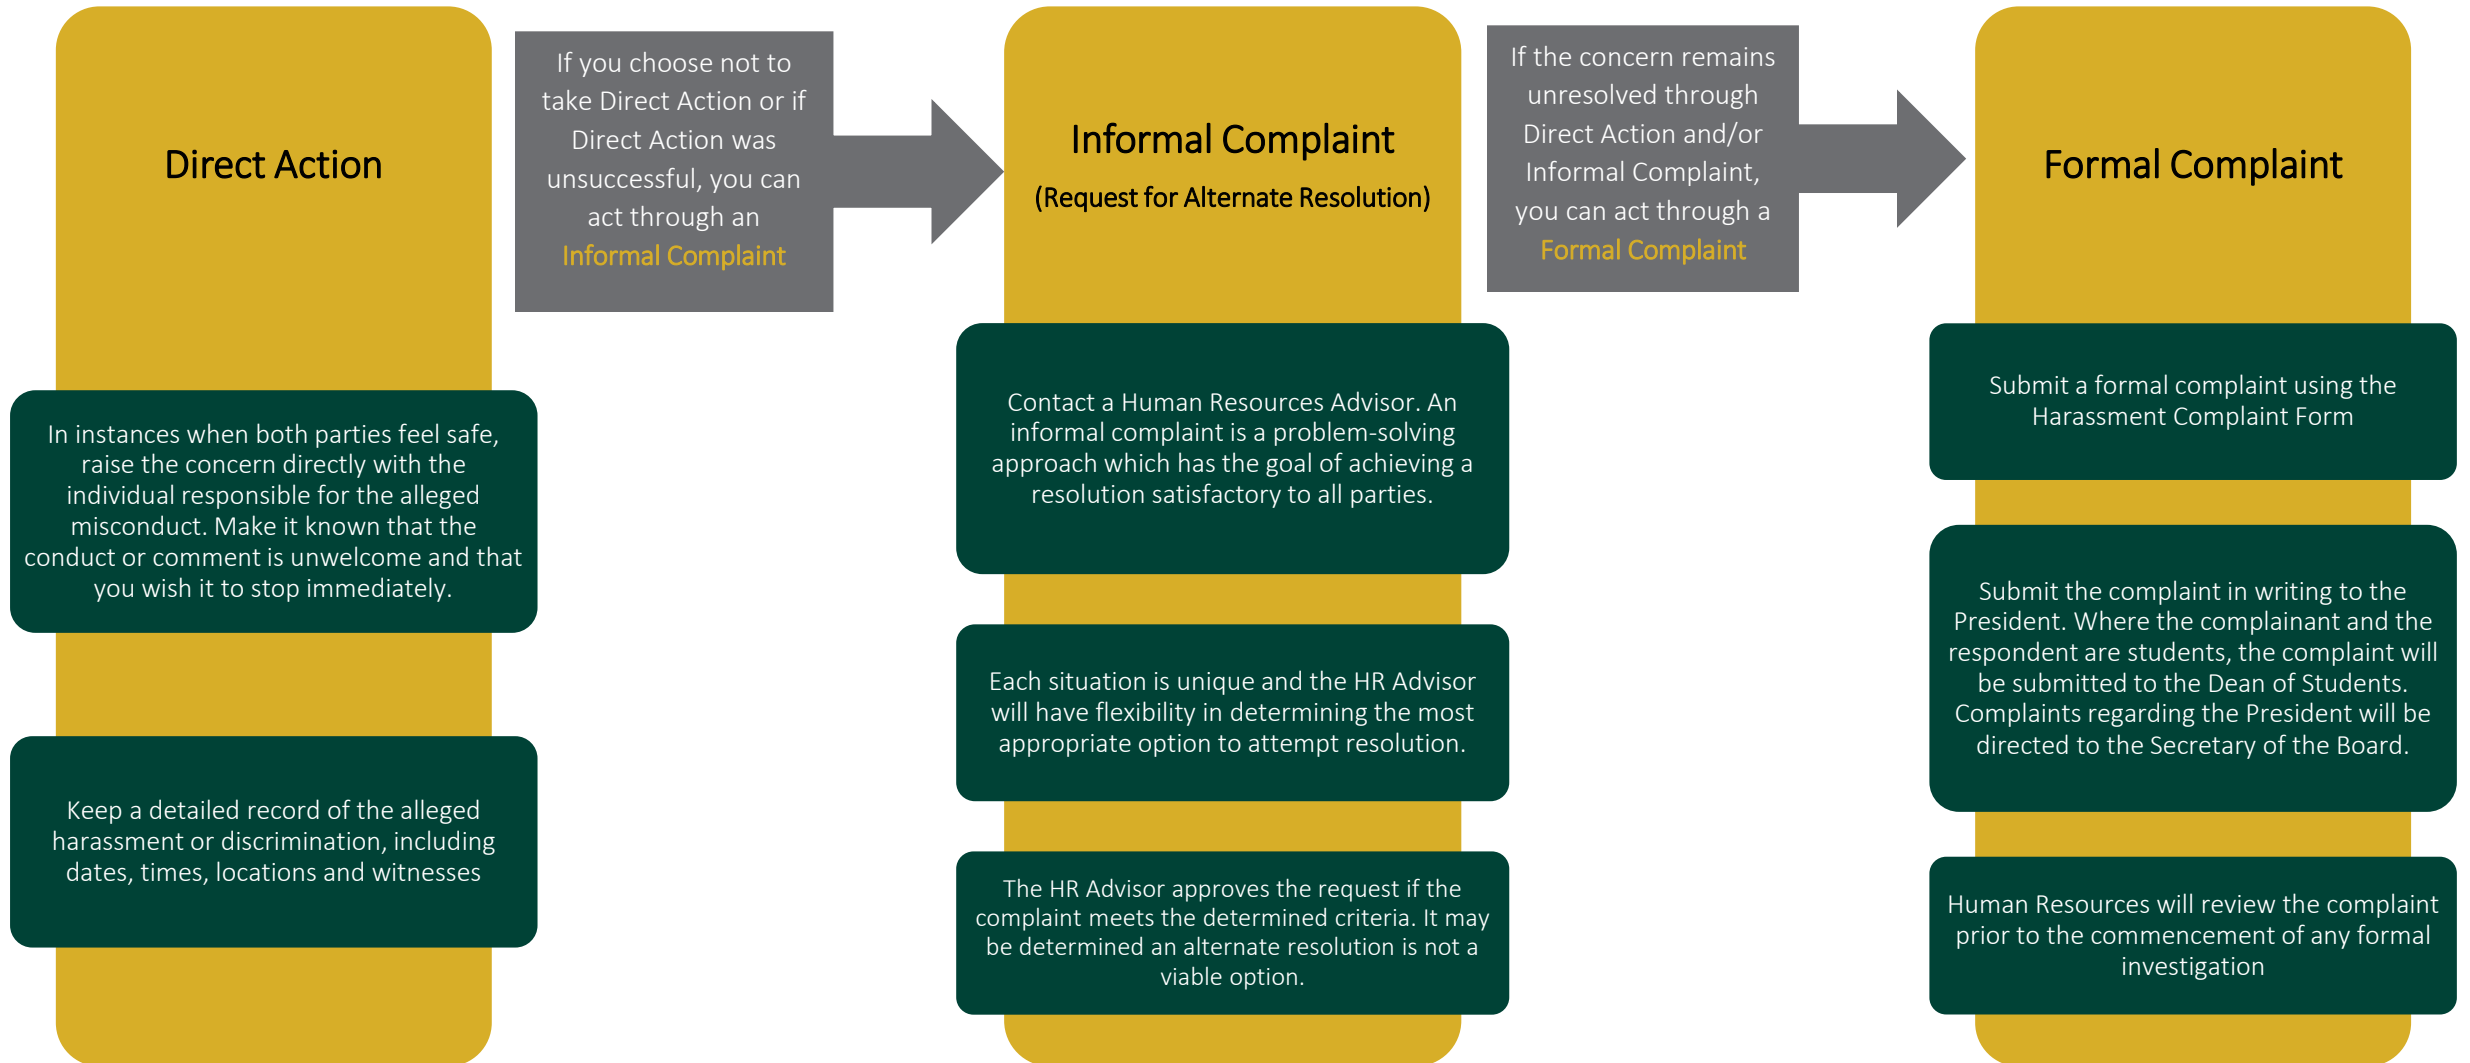 Direct Action
In instances when both parties feel safe,
raise the concern directly with the
individual responsible for the alleged
misconduct. Make it known that the
conduct or comment is unwelcome and that
you wish it to stop immediately.
Keep a detailed record of the alleged
harassment or discrimination, including
dates, times, locations and witnesses
If you choose not to
take Direct Action or if
Direct Action was
unsuccessful, you can
act through an
Informal Complaint
Informal Complaint
(Request for Alternate Resolution)
Contact a Human Resources Advisor. An
informal complaint is a problem-solving
approach which has the goal of achieving a
resolution satisfactory to all parties.
Each situation is unique and the HR Advisor
will have flexibility in determining the most
appropriate option to attempt resolution.
The HR Advisor approves the request if the
complaint meets the determined criteria. It may
be determined an alternate resolution is not a
viable option.
If the concern remains
unresolved through
Direct Action and/or
Informal Complaint,
you can act through a
Formal Complaint
Formal Complaint
Submit a formal complaint using the
Harassment Complaint Form
Submit the complaint in writing to the
President. Where the complainant and the
respondent are students, the complaint will
be submitted to the Dean of Students.
Complaints regarding the President will be
directed to the Secretary of the Board.
Human Resources will review the complaint
prior to the commencement of any formal
investigation